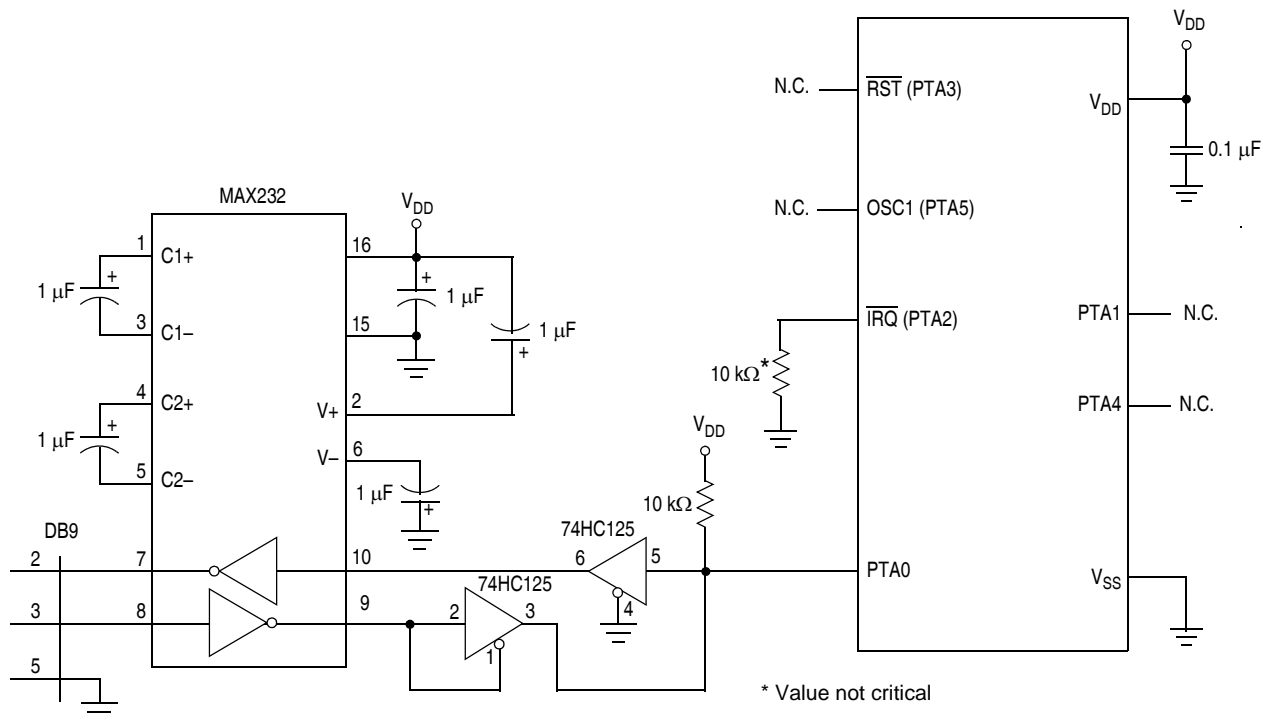 VDD
N.C.
RST (PTA3)
VDD
0.1 µF
MAX232
VDD
N.C.
OSC1 (PTA5)
1
C1+
16
+
1 µF
+
1 µF
1 µF
+
3
C1–
15
IRQ (PTA2)
PTA1
N.C.
10 kΩ*
4
C2+
V+
2
PTA4
N.C.
+
1 µF
VDD
V–
6
5
C2–
1 µF
+
10 kΩ
DB9
74HC125
2
7
10
6
5
PTA0
VSS
74HC125
4
3
8
9
2
3
1
5
* Value not critical